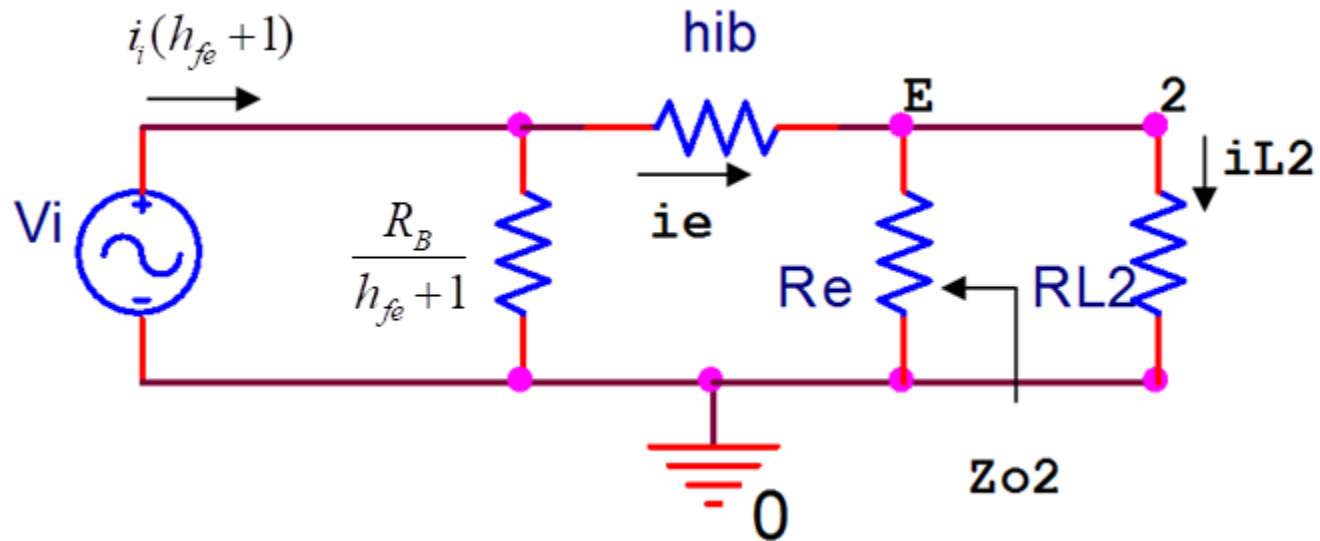 i_i(h_fe+1)
hib
E
2
iL2
Vi
R_B
h_fe+1
ie
Re
RL2
Zo2
0